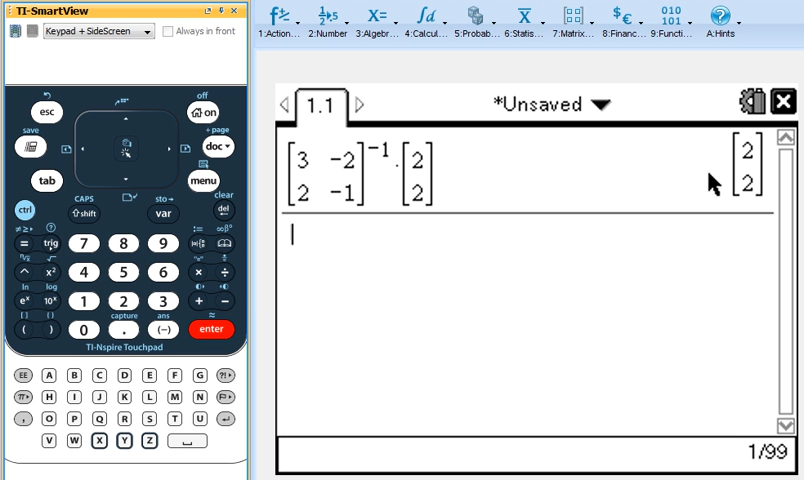 TI-SmartView
Keypad + SideScreen
Always in front
1:Action... 2:Number 3:Algebr... 4:Calcul... 5:Probab... 6:Statis... 7:Matrix... 8:Financ... 9:Functi... A:Hints
1.1 *Unsaved
[3 -2; 2 -1]^-1 · [2; 2] [2; 2]
1/99
off
esc on
save + page
doc
tab menu
CAPS sto→ clear
ctrl shift var del
= trig 7 8 9
^ x² 4 5 6 × ÷
ln log
eˣ 10ˣ 1 2 3 + −
[ ] { } capture ans ≈
( ) 0 . (−) enter
TI-Nspire Touchpad
EE A B C D E F G ?!▸
π▸ H I J K L M N
, O P Q R S T U ↵
V W X Y Z